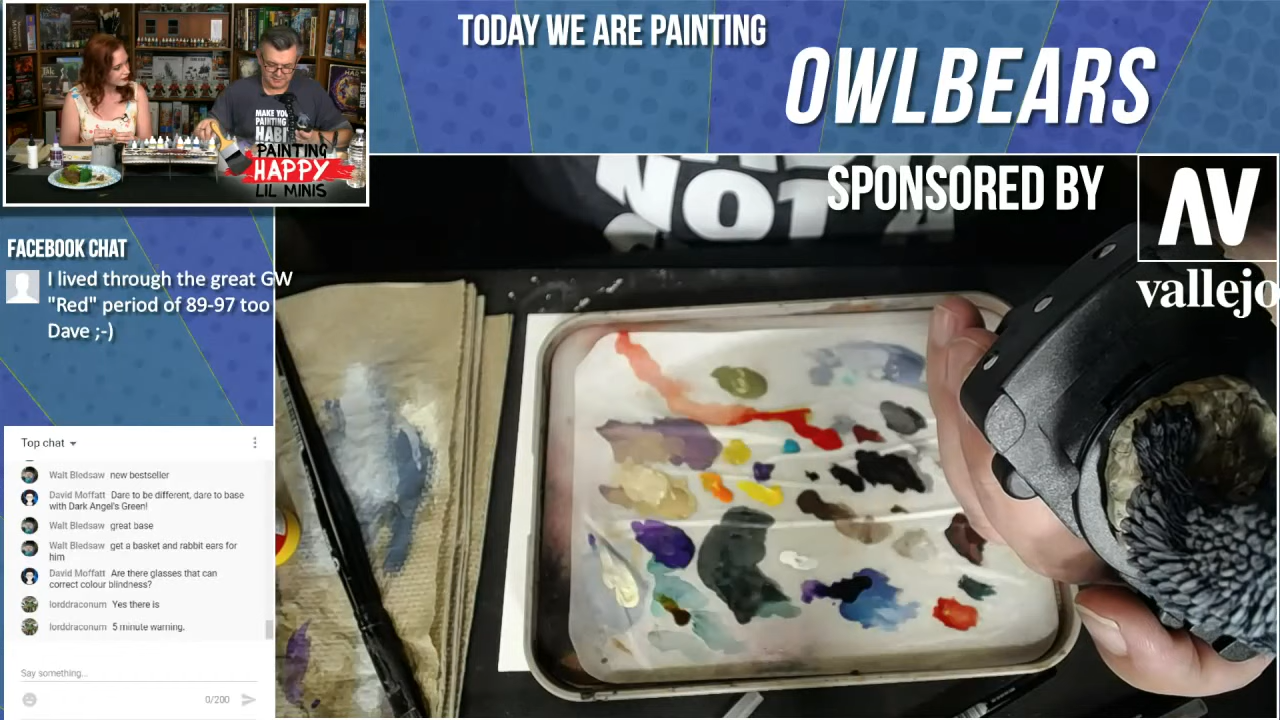 TODAY WE ARE PAINTING
OWLBEARS
SPONSORED BY
AV
vallejo
MAKE YOUR
PAINTING
HABIT
PAINTING
HAPPY
LIL MINIS
NOT A
FACEBOOK CHAT
I lived through the great GW
"Red" period of 89-97 too
Dave ;-)
Top chat
Walt Bledsaw new bestseller
David Moffatt Dare to be different, dare to base
with Dark Angel's Green!
Walt Bledsaw great base
Walt Bledsaw get a basket and rabbit ears for
him
David Moffatt Are there glasses that can
correct colour blindness?
lorddraconum Yes there is
lorddraconum 5 minute warning.
Say something...
0/200